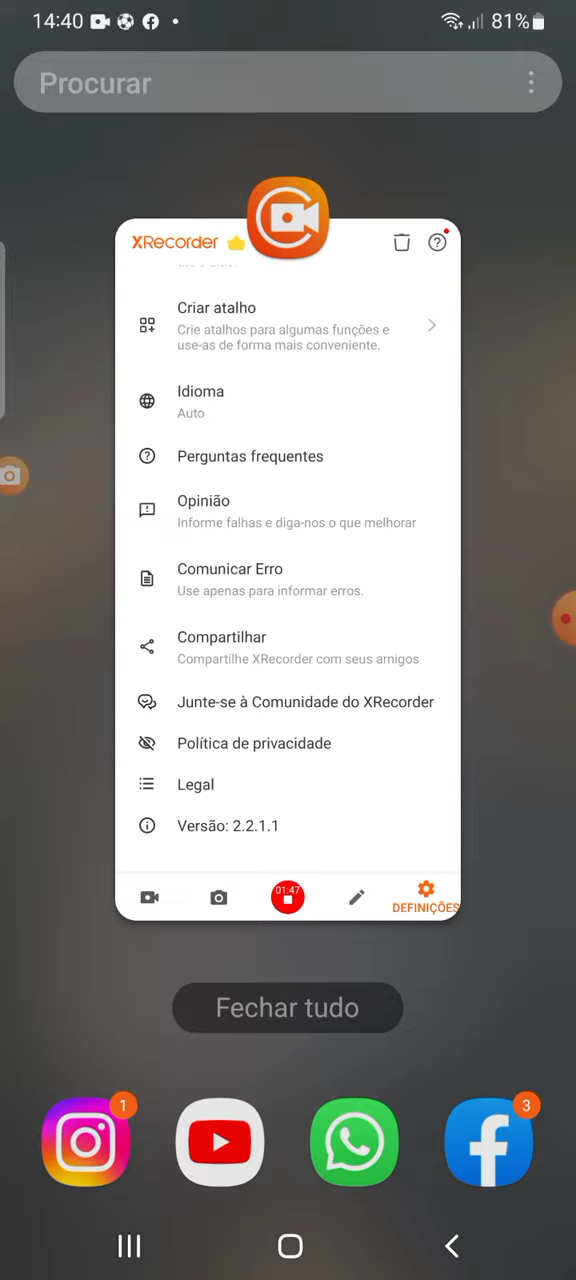 14:40 81%
Procurar
XRecorder
Criar atalho
Crie atalhos para algumas funções e
use-as de forma mais conveniente.
Idioma
Auto
Perguntas frequentes
Opinião
Informe falhas e diga-nos o que melhorar
Comunicar Erro
Use apenas para informar erros.
Compartilhar
Compartilhe XRecorder com seus amigos
Junte-se à Comunidade do XRecorder
Política de privacidade
Legal
Versão: 2.2.1.1
01:47
DEFINIÇÕES
Fechar tudo
1
3